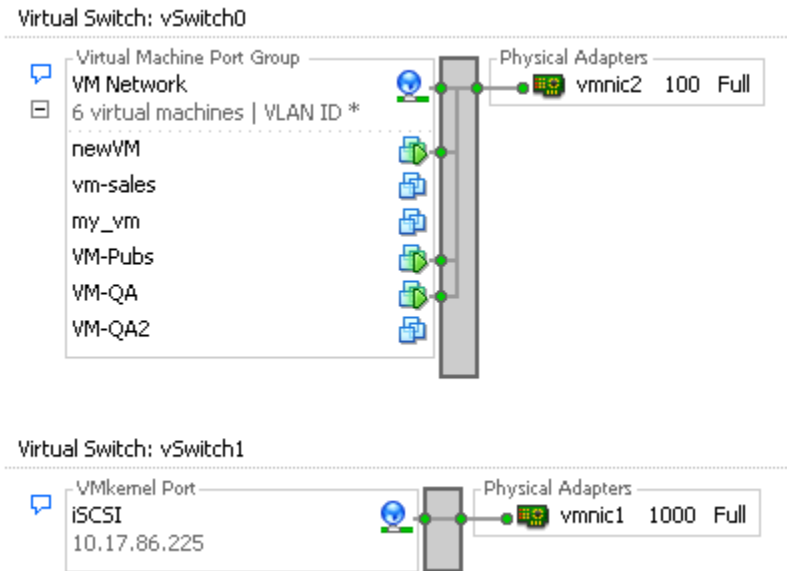 Virtual Switch: vSwitch0
Virtual Machine Port Group
Physical Adapters
VM Network
vmnic2 100 Full
6 virtual machines | VLAN ID *
newVM
vm-sales
my_vm
VM-Pubs
VM-QA
VM-QA2
Virtual Switch: vSwitch1
VMkernel Port
Physical Adapters
iSCSI
vmnic1 1000 Full
10.17.86.225